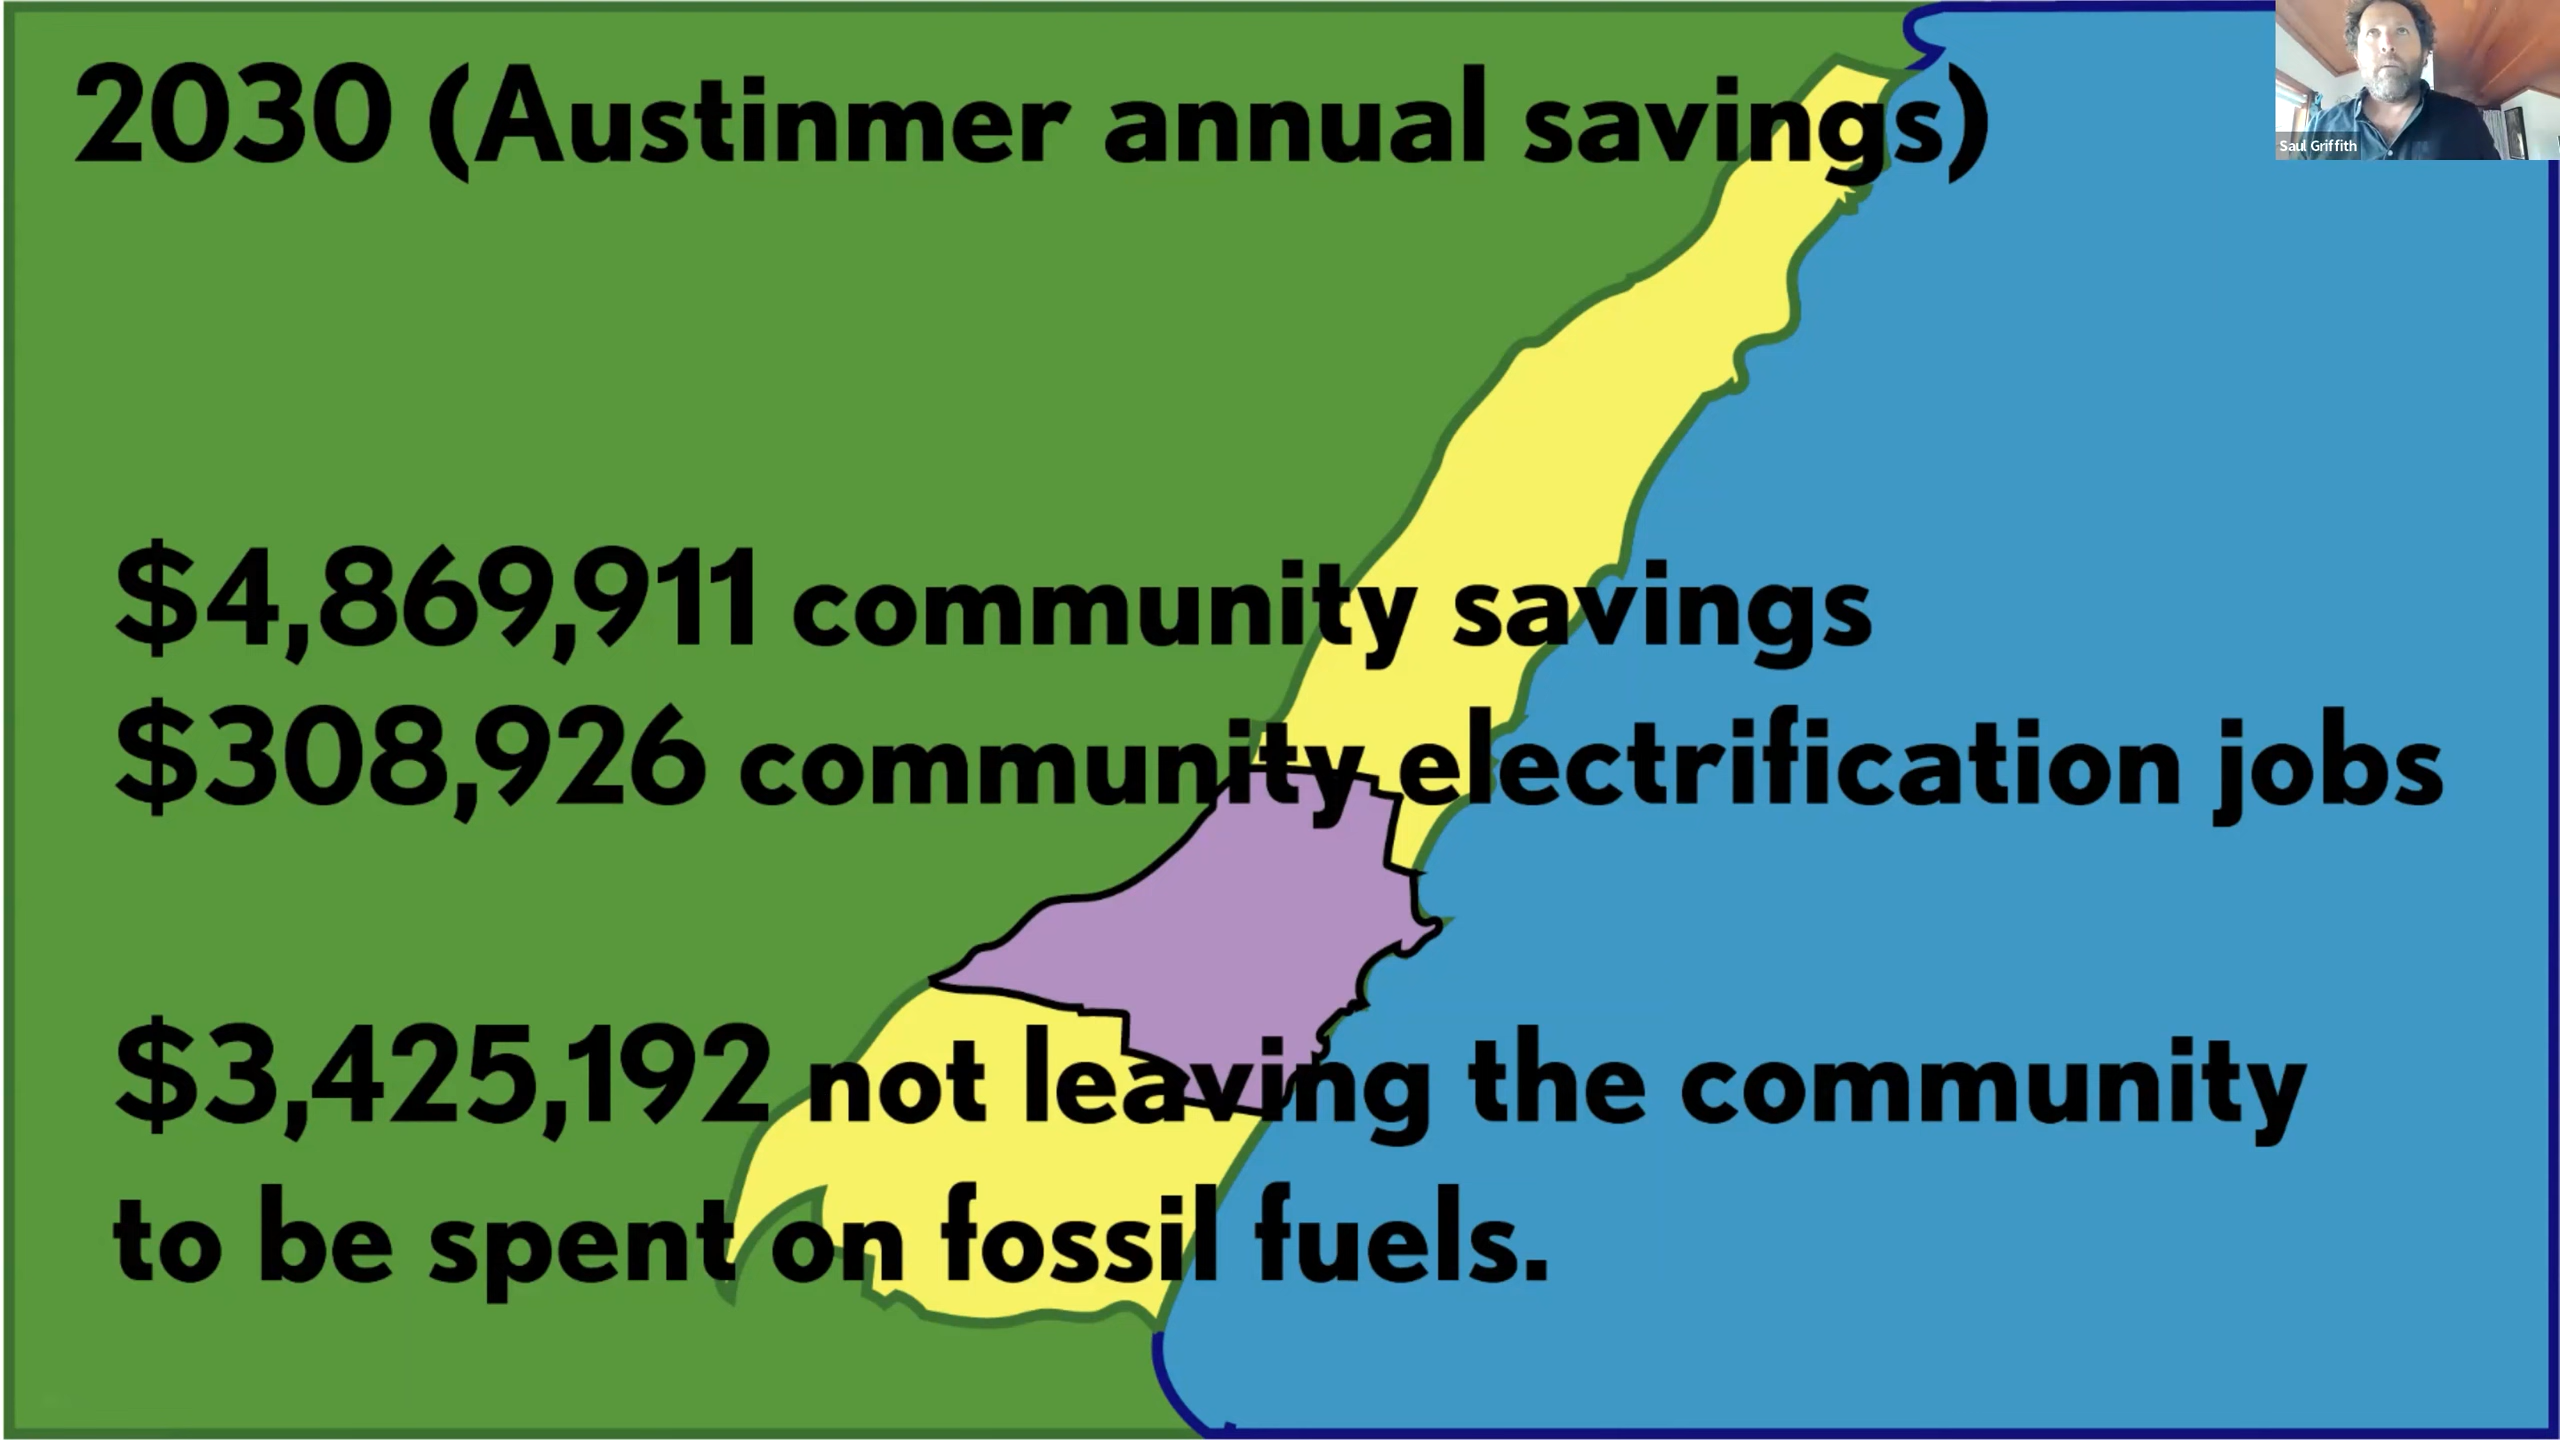 2030 (Austinmer annual savings)
Saul Griffith
$4,869,911 community savings
$308,926 community electrification jobs
$3,425,192 not leaving the community
to be spent on fossil fuels.